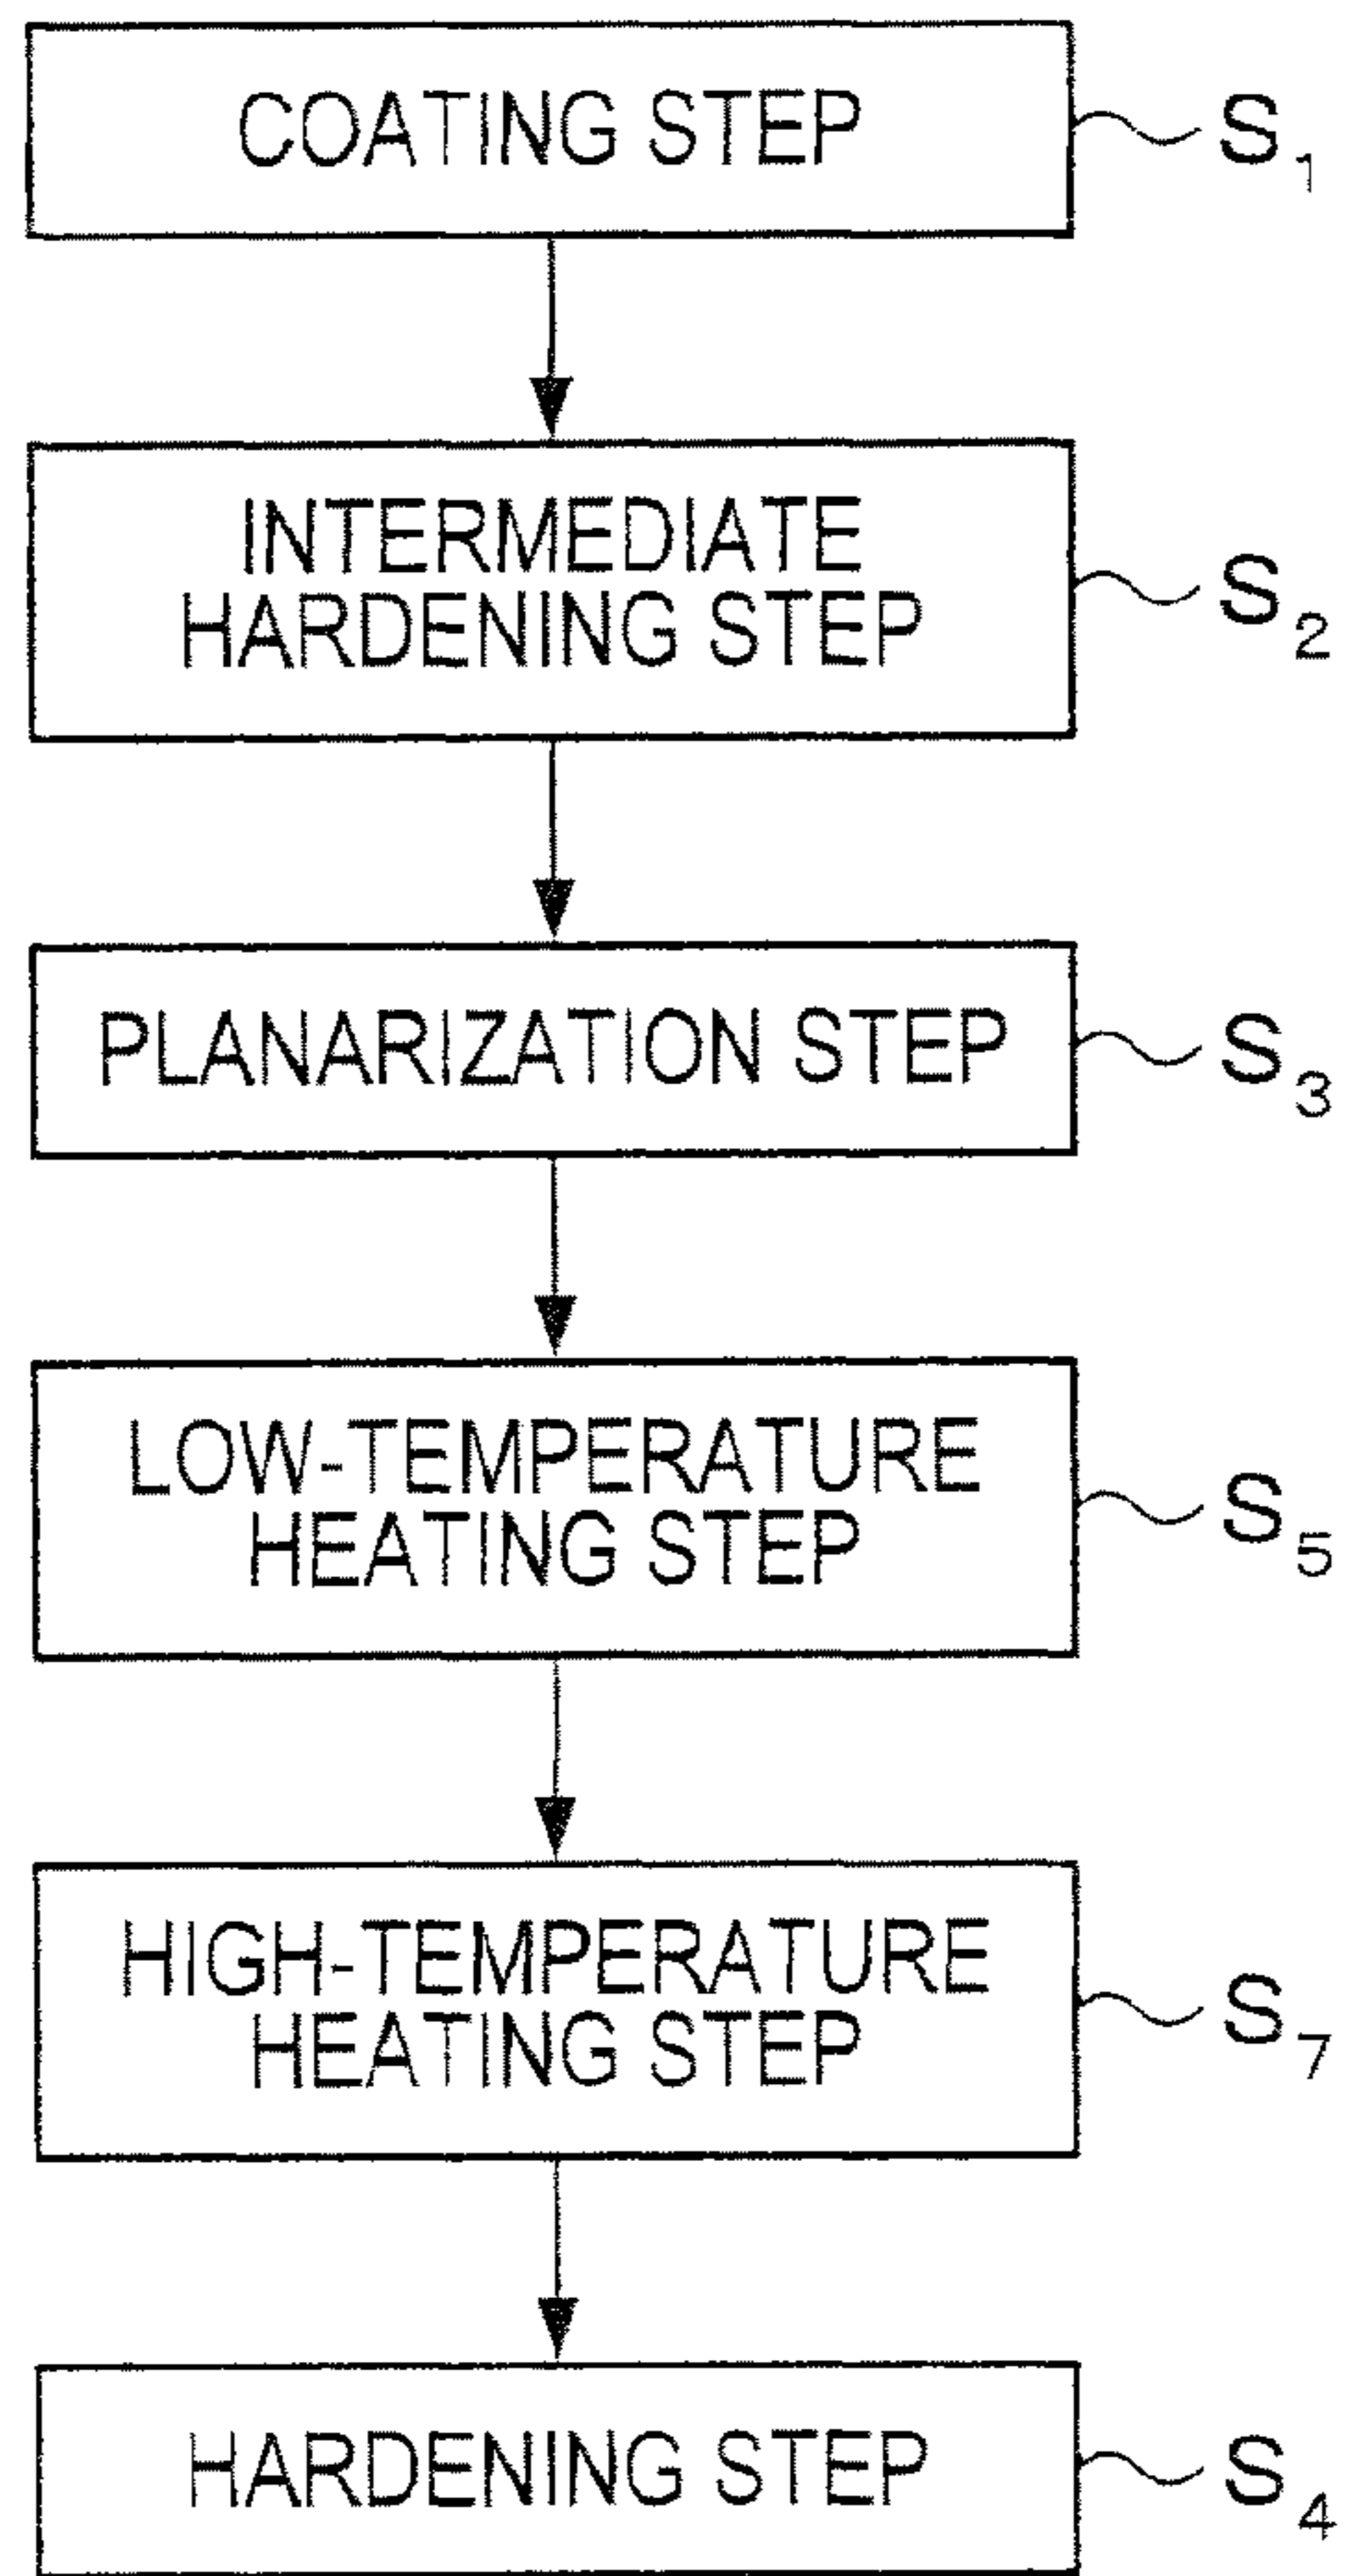 COATING STEP
S1
INTERMEDIATE
HARDENING STEP
S2
PLANARIZATION STEP
S3
LOW-TEMPERATURE
HEATING STEP
S5
HIGH-TEMPERATURE
HEATING STEP
S7
HARDENING STEP
S4